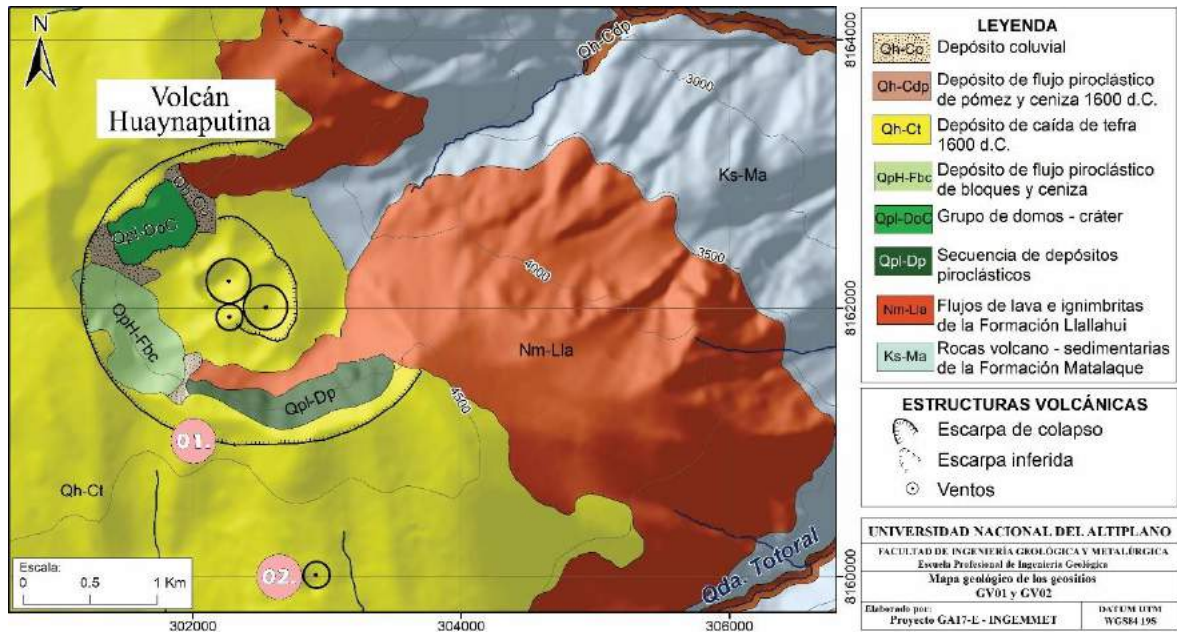 N
Volcán
Huaynaputina
Qh-Cdp
3000
Qh-Co
Qpl-DoC
QpH-Fbc
Qpl-Dp
Ks-Ma
3500
4000
Nm-Lla
4500
01.
Qh-Ct
02.
Qda. Totoral
Escala:
0 0.5 1 Km
302000 304000 306000
8164000
8162000
8160000
LEYENDA
Qh-Co Depósito coluvial
Qh-Cdp Depósito de flujo piroclástico
de pómez y ceniza 1600 d.C.
Qh-Ct Depósito de caída de tefra
1600 d.C.
QpH-Fbc Depósito de flujo piroclástico
de bloques y ceniza
Qpl-DoC Grupo de domos - cráter
Qpl-Dp Secuencia de depósitos
piroclásticos
Nm-Lla Flujos de lava e ignimbritas
de la Formación Llallahui
Ks-Ma Rocas volcano - sedimentarias
de la Formación Matalaque
ESTRUCTURAS VOLCÁNICAS
Escarpa de colapso
Escarpa inferida
Ventos
UNIVERSIDAD NACIONAL DEL ALTIPLANO
FACULTAD DE INGENIERÍA GEOLÓGICA Y METALÚRGICA
Escuela Profesional de Ingeniería Geológica
Mapa geológico de los geositios
GV01 y GV02
Elaborado por:
Proyecto GA17-E - INGEMMET
DATUM UTM
WGS84 19S